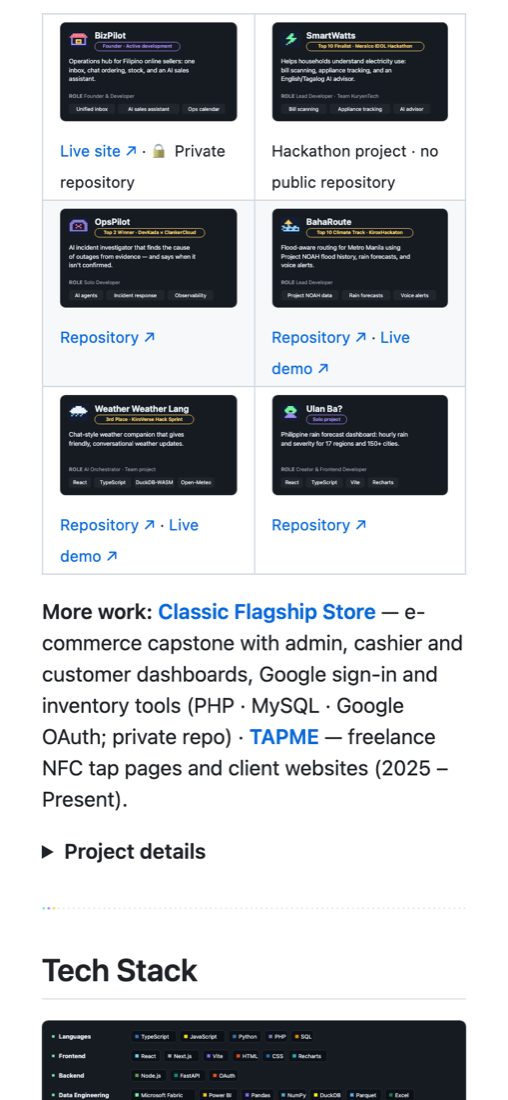 BizPilot
Founder · Active development
Operations hub for Filipino online sellers: one
inbox, chat ordering, stock, and an AI sales
assistant.
ROLE Founder & Developer
Unified inbox
AI sales assistant
Ops calendar
Live site ↗ · 🔒 Private
repository
SmartWatts
Top 10 Finalist · Meralco IDOL Hackathon
Helps households understand electricity use:
bill scanning, appliance tracking, and an
English/Tagalog AI advisor.
ROLE Lead Developer · Team KuryenTech
Bill scanning
Appliance tracking
AI advisor
Hackathon project · no
public repository
OpsPilot
Top 2 Winner · DevKada × ClankerCloud
AI incident investigator that finds the cause
of outages from evidence — and says when it
isn't confirmed.
ROLE Solo Developer
AI agents
Incident response
Observability
Repository ↗
BahaRoute
Top 10 Climate Track · KirosHackaton
Flood-aware routing for Metro Manila using
Project NOAH flood history, rain forecasts, and
voice alerts.
ROLE Lead Developer
Project NOAH data
Rain forecasts
Voice alerts
Repository ↗ · Live
demo ↗
Weather Weather Lang
3rd Place · KiroVerse Hack Sprint
Chat-style weather companion that gives
friendly, conversational weather updates.
ROLE AI Orchestrator · Team project
React
TypeScript
DuckDB-WASM
Open-Meteo
Repository ↗ · Live
demo ↗
Ulan Ba?
Solo project
Philippine rain forecast dashboard: hourly rain
and severity for 17 regions and 150+ cities.
ROLE Creator & Frontend Developer
React
TypeScript
Vite
Recharts
Repository ↗
More work: Classic Flagship Store — e-
commerce capstone with admin, cashier and
customer dashboards, Google sign-in and
inventory tools (PHP · MySQL · Google
OAuth; private repo) · TAPME — freelance
NFC tap pages and client websites (2025 –
Present).
Project details
Tech Stack
Languages TypeScript JavaScript Python PHP SQL
Frontend React Next.js Vite HTML CSS Recharts
Backend Node.js FastAPI OAuth
Data Engineering Microsoft Fabric Power BI Pandas NumPy DuckDB Parquet Excel